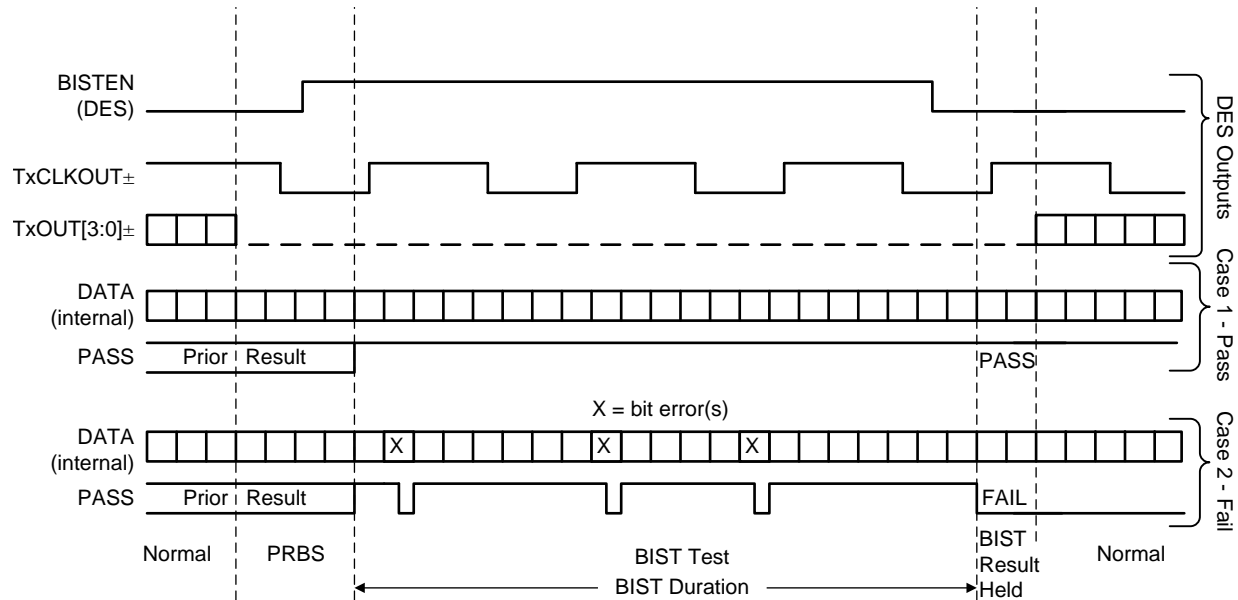 BISTEN
(DES)
TxCLKOUT±
TxOUT[3:0]±
DES Outputs
DATA
(internal)
PASS
Prior Result
PASS
Case 1 - Pass
X = bit error(s)
DATA
(internal)
X
X
X
PASS
Prior Result
FAIL
Case 2 - Fail
Normal
PRBS
BIST Test
BIST Duration
BIST
Result
Held
Normal